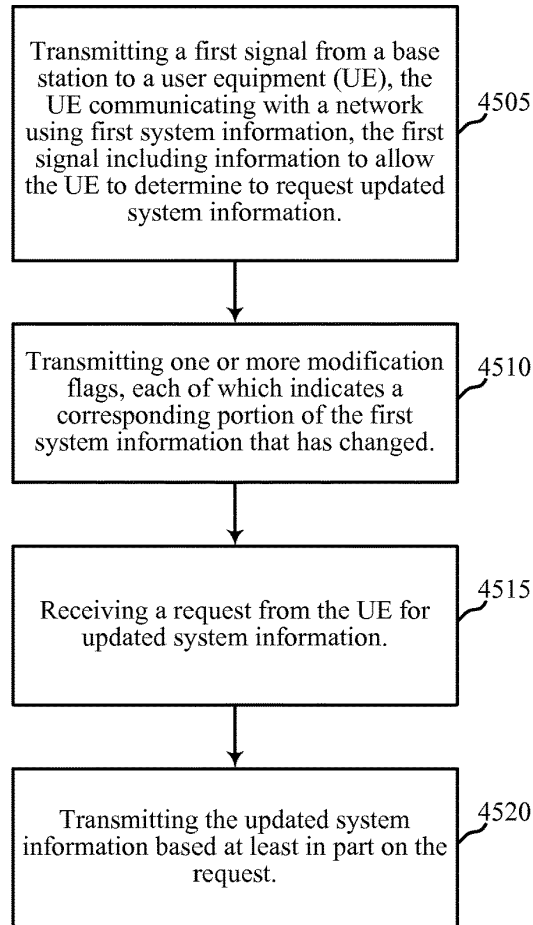 Transmitting a first signal from a base
station to a user equipment (UE), the
UE communicating with a network
using first system information, the first
signal including information to allow
the UE to determine to request updated
system information.
4505
Transmitting one or more modification
flags, each of which indicates a
corresponding portion of the first
system information that has changed.
4510
Receiving a request from the UE for
updated system information.
4515
Transmitting the updated system
information based at least in part on the
request.
4520